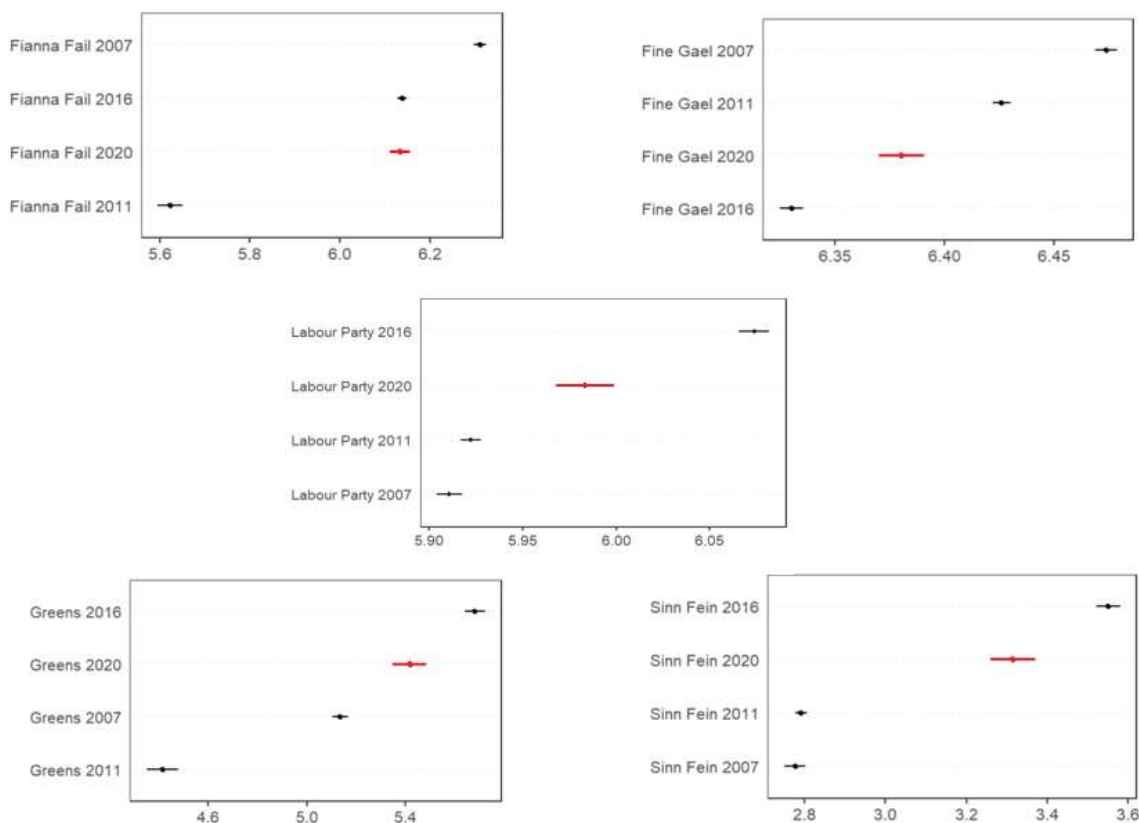 Fianna Fail 2007
Fianna Fail 2016
Fianna Fail 2020
Fianna Fail 2011
5.6 5.8 6.0 6.2
Fine Gael 2007
Fine Gael 2011
Fine Gael 2020
Fine Gael 2016
6.35 6.40 6.45
Labour Party 2016
Labour Party 2020
Labour Party 2011
Labour Party 2007
5.90 5.95 6.00 6.05
Greens 2016
Greens 2020
Greens 2007
Greens 2011
4.6 5.0 5.4
Sinn Fein 2016
Sinn Fein 2020
Sinn Fein 2011
Sinn Fein 2007
2.8 3.0 3.2 3.4 3.6